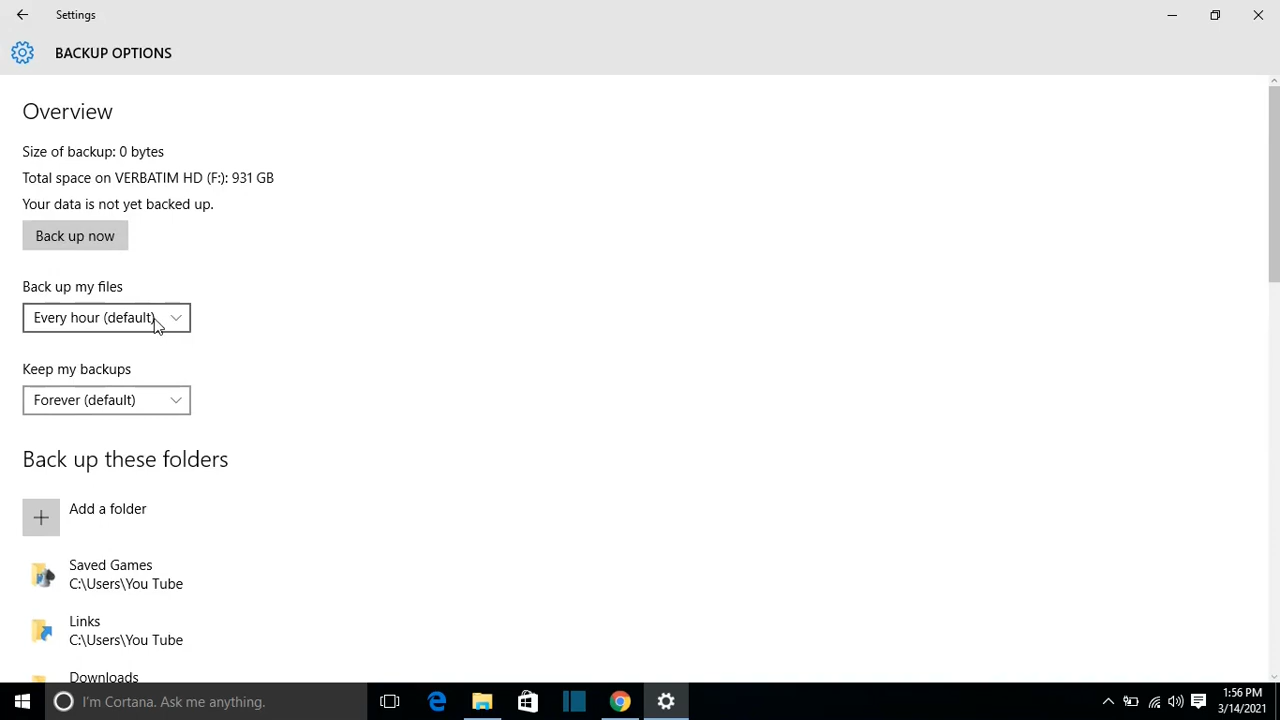 Settings
BACKUP OPTIONS
Overview
Size of backup: 0 bytes
Total space on VERBATIM HD (F:): 931 GB
Your data is not yet backed up.
Back up now
Back up my files
Every hour (default)
Keep my backups
Forever (default)
Back up these folders
Add a folder
Saved Games
C:\Users\You Tube
Links
C:\Users\You Tube
Downloads
I'm Cortana. Ask me anything.
1:56 PM
3/14/2021